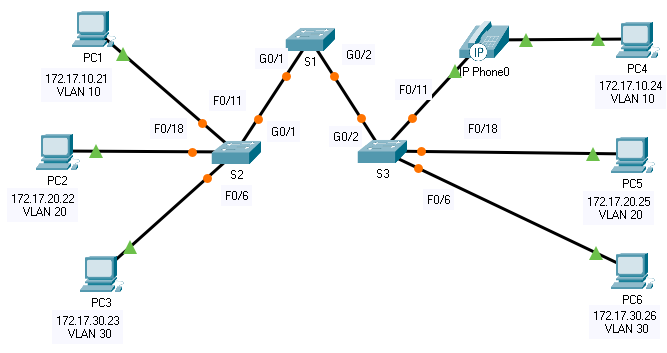 PC1
172.17.10.21
VLAN 10
G0/1
S1
G0/2
IP
IP Phone0
PC4
172.17.10.24
VLAN 10
F0/11
F0/11
F0/18
G0/1
G0/2
F0/18
PC2
172.17.20.22
VLAN 20
S2
S3
PC5
172.17.20.25
VLAN 20
F0/6
F0/6
PC3
172.17.30.23
VLAN 30
PC6
172.17.30.26
VLAN 30